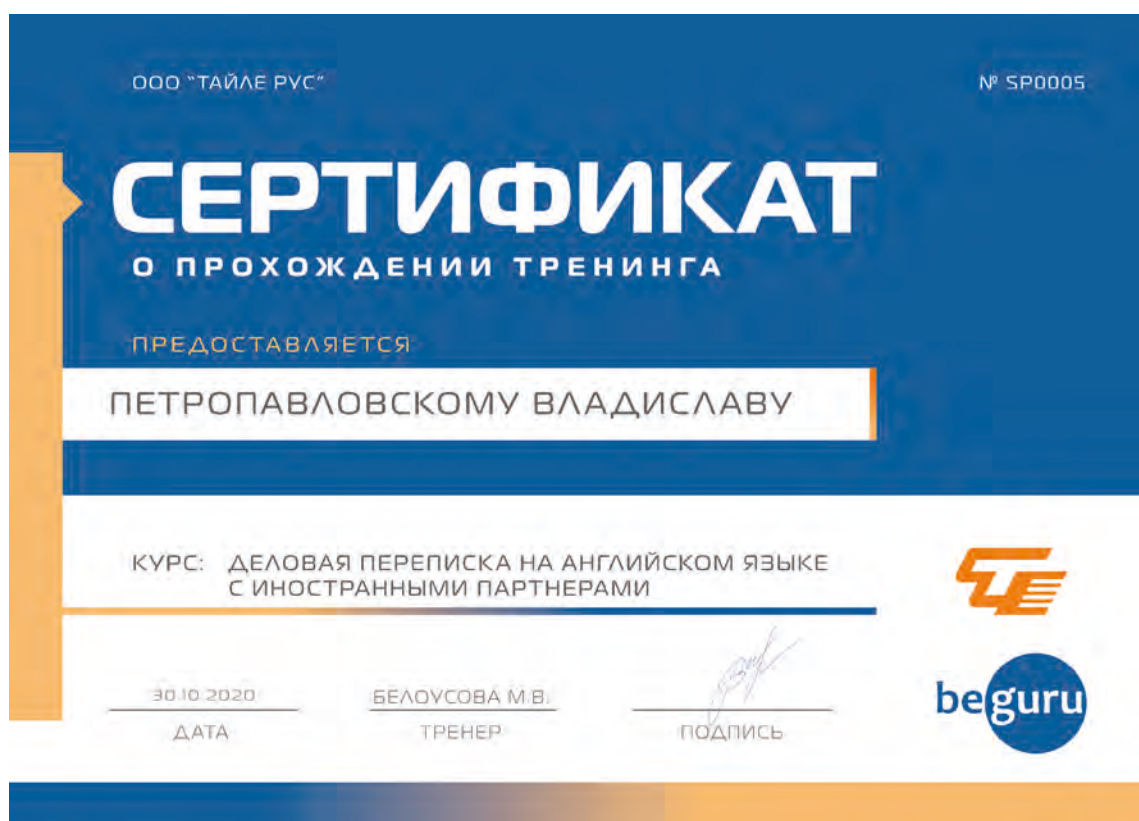 ООО "ТАЙЛЕ РУС"
№ SP0005
СЕРТИФИКАТ
О ПРОХОЖДЕНИИ ТРЕНИНГА
ПРЕДОСТАВЛЯЕТСЯ
ПЕТРОПАВЛОВСКОМУ ВЛАДИСЛАВУ
КУРС: ДЕЛОВАЯ ПЕРЕПИСКА НА АНГЛИЙСКОМ ЯЗЫКЕ
С ИНОСТРАННЫМИ ПАРТНЕРАМИ
30.10.2020
БЕЛОУСОВА М.В.
ДАТА
ТРЕНЕР
ПОДПИСЬ
beguru